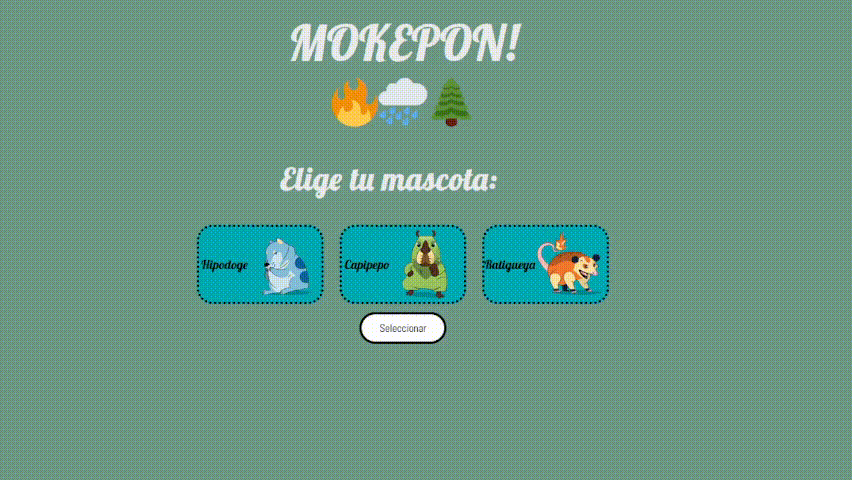 MOKEPON!
Elige tu mascota:
Hipodoge
Capipepo
Ratigueya
Seleccionar